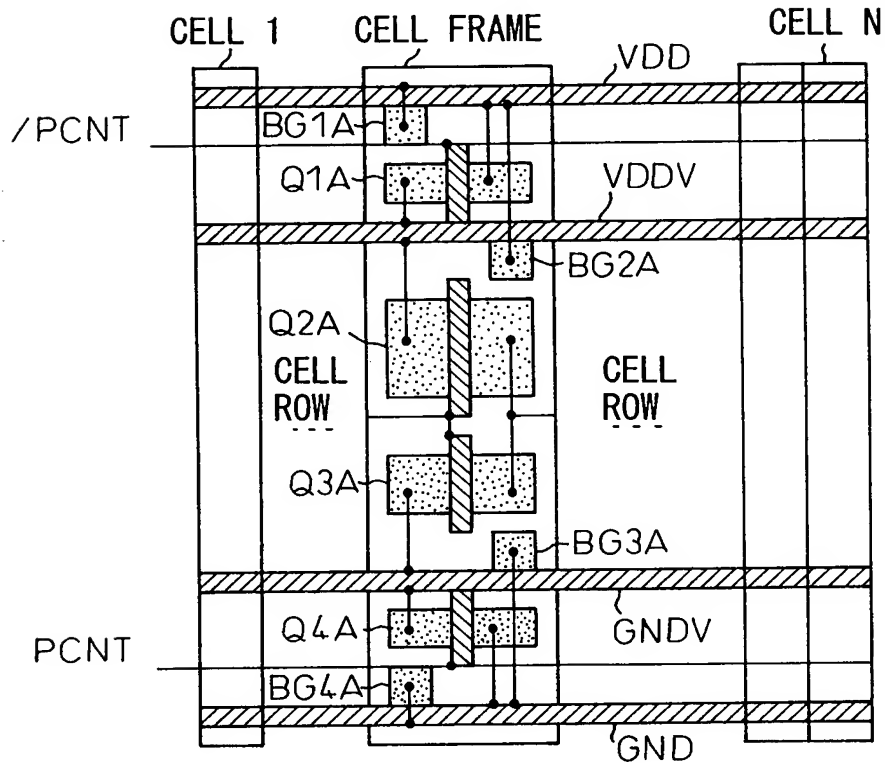 CELL 1
CELL FRAME
CELL N
VDD
/PCNT
BG1A
Q1A
VDDV
BG2A
Q2A
CELL
ROW
CELL
ROW
Q3A
BG3A
Q4A
GNDV
PCNT
BG4A
GND